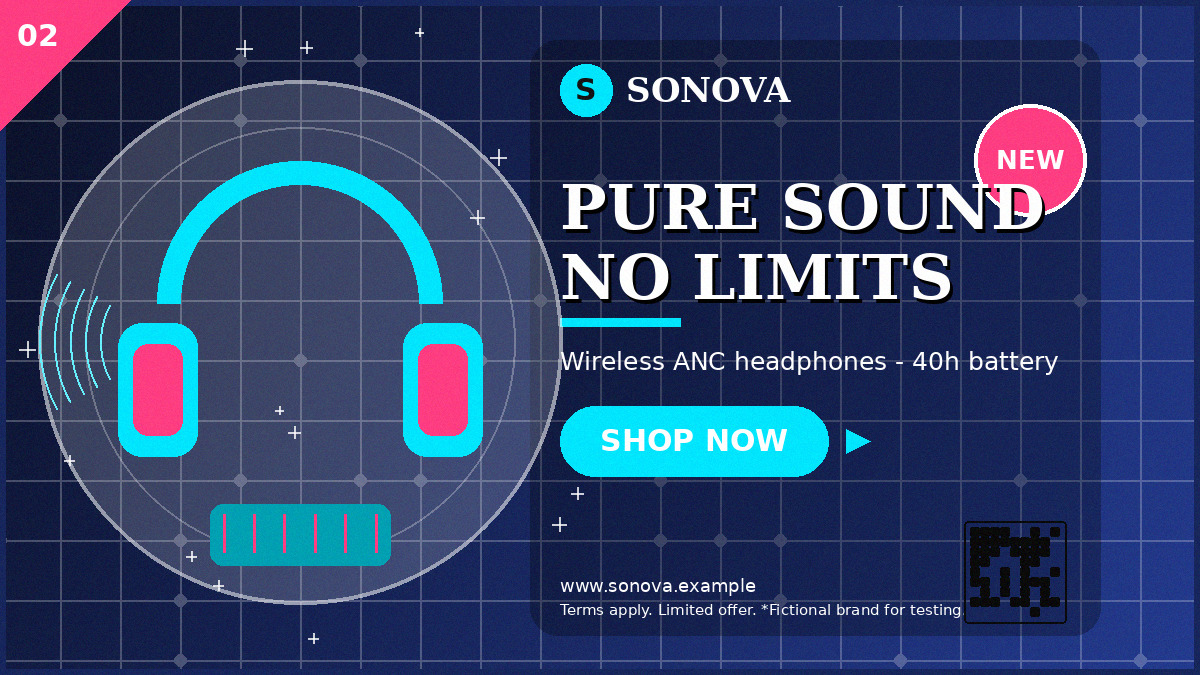 02
S SONOVA
NEW
PURE SOUND
NO LIMITS
Wireless ANC headphones - 40h battery
SHOP NOW
www.sonova.example
Terms apply. Limited offer. *Fictional brand for testing.